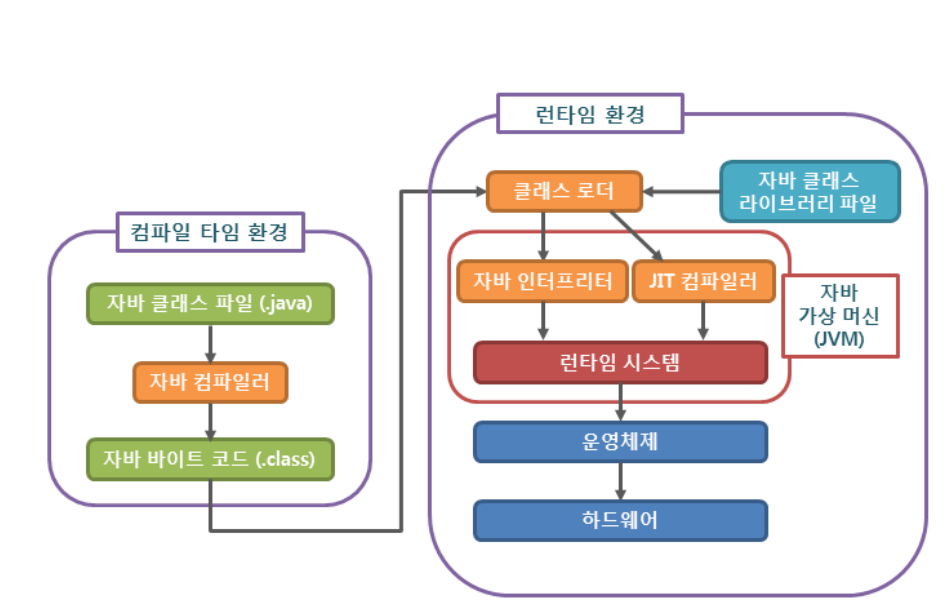 런타임 환경
클래스 로더
자바 클래스
라이브러리 파일
컴파일 타임 환경
자바 클래스 파일 (.java)
자바 컴파일러
자바 바이트 코드 (.class)
자바 인터프리터
JIT 컴파일러
자바
가상 머신
(JVM)
런타임 시스템
운영체제
하드웨어